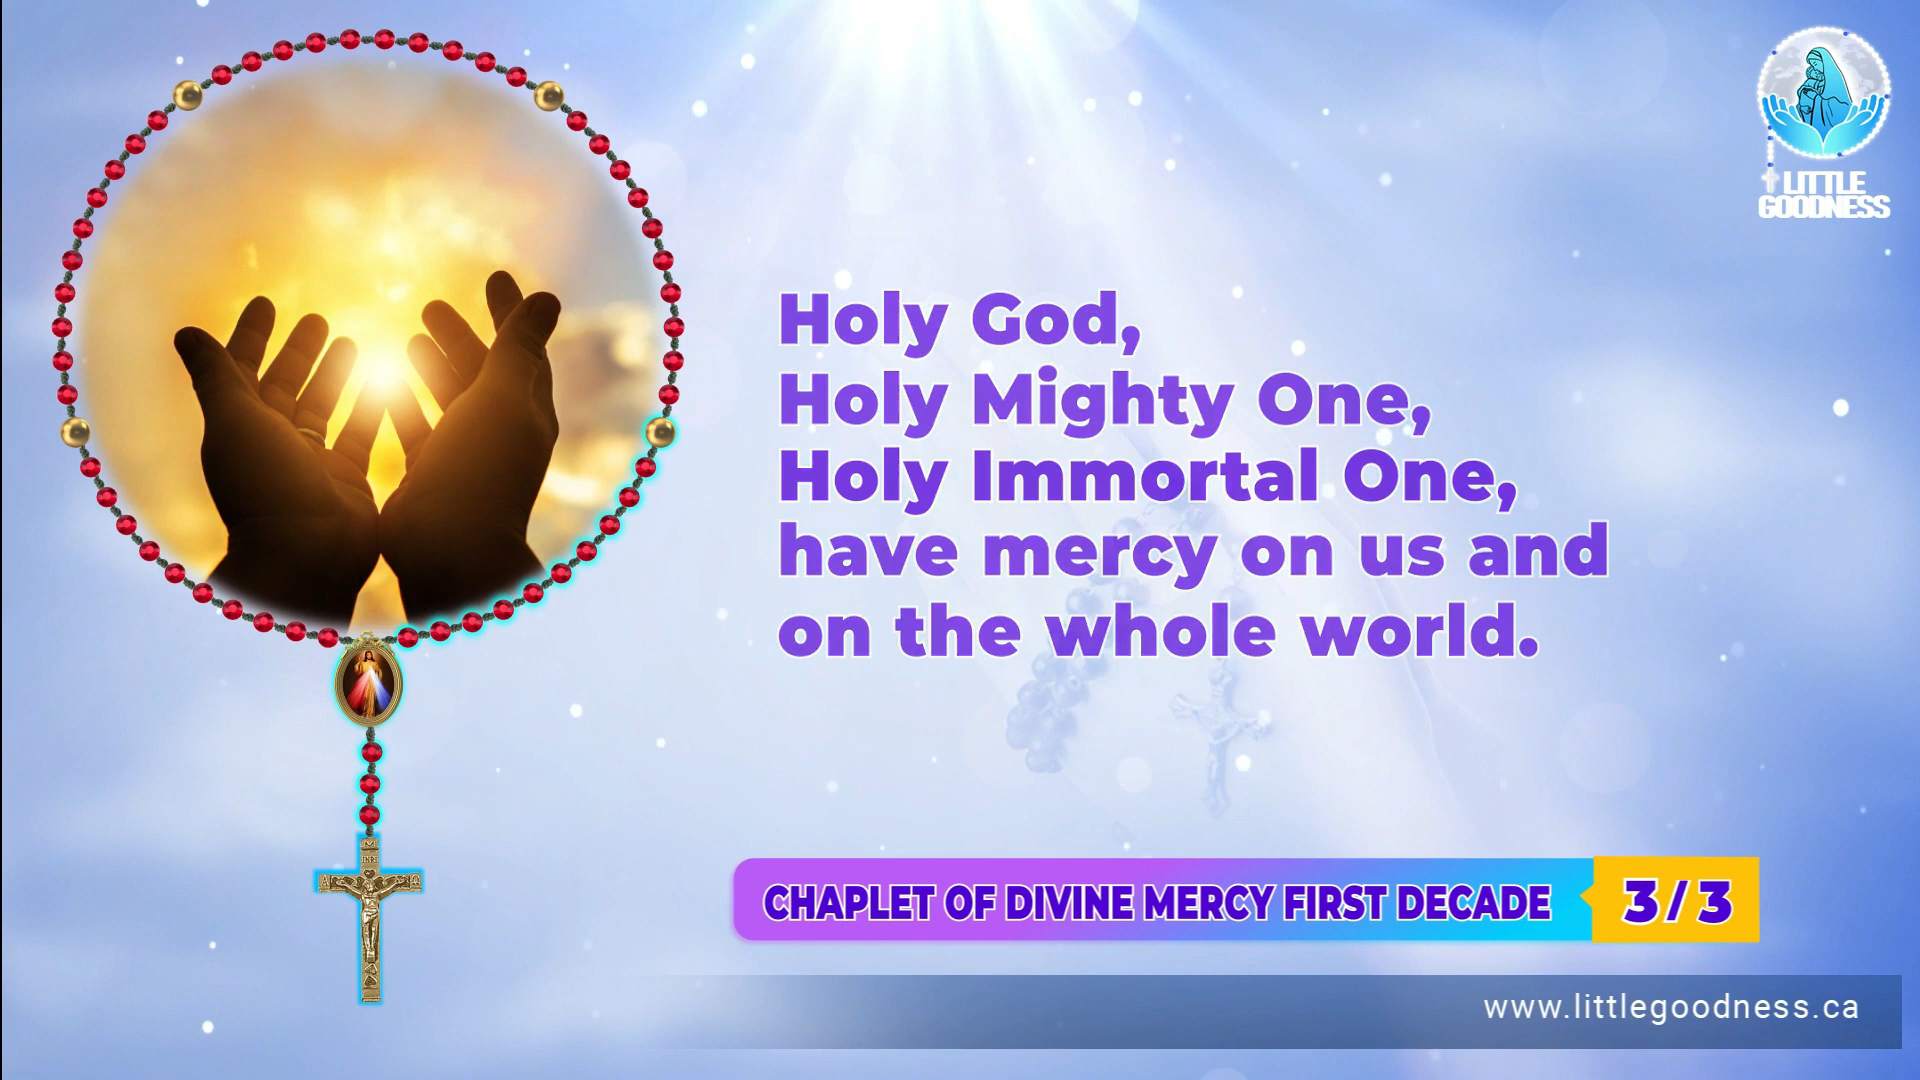 LITTLE
GOODNESS
Holy God,
Holy Mighty One,
Holy Immortal One,
have mercy on us and
on the whole world.
INRI
CHAPLET OF DIVINE MERCY FIRST DECADE
3/3
www.littlegoodness.ca